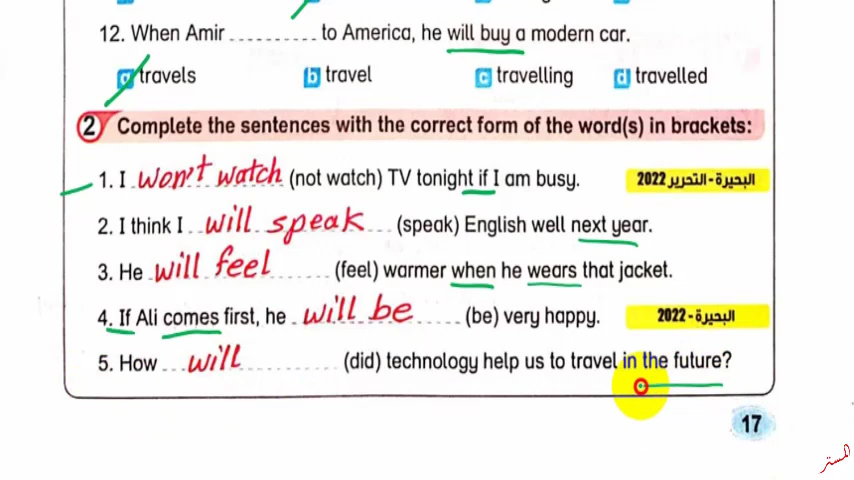 12. When Amir .......... to America, he will buy a modern car.
a travels b travel c travelling d travelled
2 Complete the sentences with the correct form of the word(s) in brackets:
1. I won't watch (not watch) TV tonight if I am busy. البحيرة - التحرير 2022
2. I think I will speak (speak) English well next year.
3. He will feel (feel) warmer when he wears that jacket.
4. If Ali comes first, he will be (be) very happy. البحيرة - 2022
5. How will (did) technology help us to travel in the future?
17
المستر